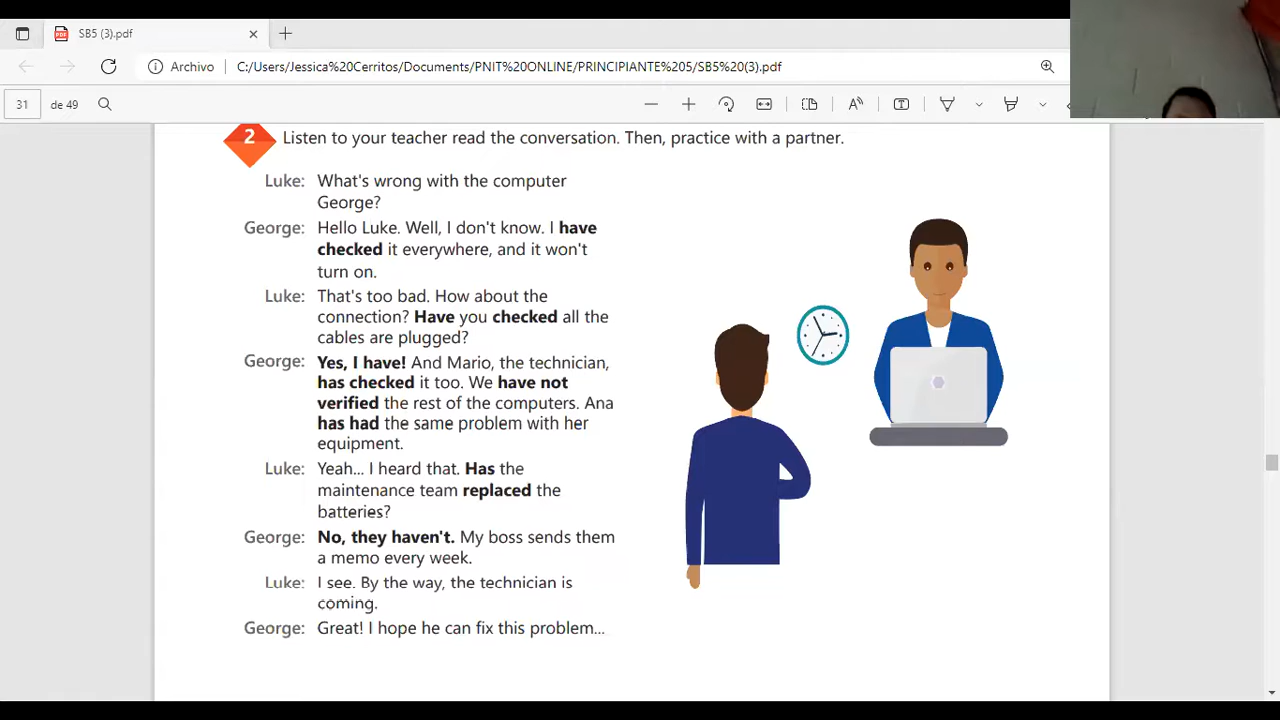 SB5 (3).pdf
Archivo C:/Users/Jessica%20Cerritos/Documents/PNIT%20ONLINE/PRINCIPIANTE%205/SB5%20(3).pdf
31 de 49
2 Listen to your teacher read the conversation. Then, practice with a partner.
Luke: What's wrong with the computer
George?
George: Hello Luke. Well, I don't know. I have
checked it everywhere, and it won't
turn on.
Luke: That's too bad. How about the
connection? Have you checked all the
cables are plugged?
George: Yes, I have! And Mario, the technician,
has checked it too. We have not
verified the rest of the computers. Ana
has had the same problem with her
equipment.
Luke: Yeah... I heard that. Has the
maintenance team replaced the
batteries?
George: No, they haven't. My boss sends them
a memo every week.
Luke: I see. By the way, the technician is
coming.
George: Great! I hope he can fix this problem...